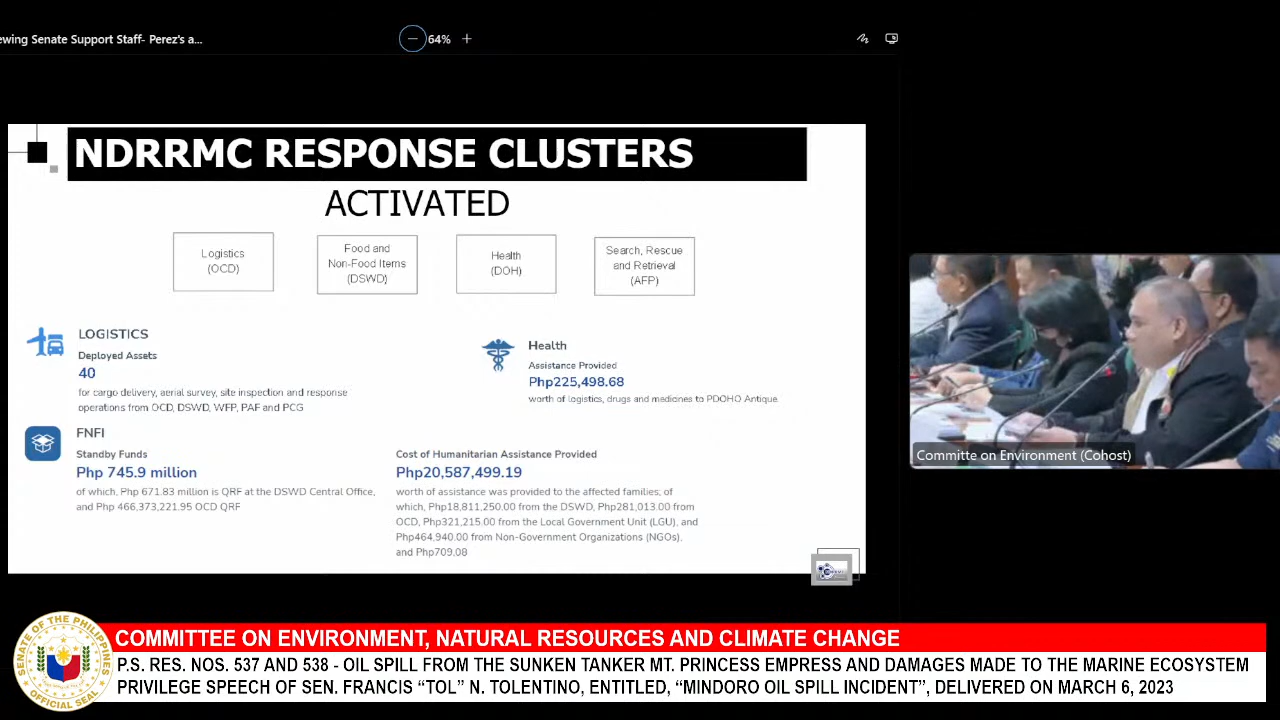 ewing Senate Support Staff- Perez's a...
64%
NDRRMC RESPONSE CLUSTERS
ACTIVATED
Logistics
(OCD)
Food and
Non-Food Items
(DSWD)
Health
(DOH)
Search, Rescue
and Retrieval
(AFP)
LOGISTICS
Deployed Assets
40
for cargo delivery, aerial survey, site inspection and response
operations from OCD, DSWD, WFP, PAF and PCG
Health
Assistance Provided
Php225,498.68
worth of logistics, drugs and medicines to PDOHO Antique.
FNFI
Standby Funds
Php 745.9 million
of which, Php 671.83 million is QRF at the DSWD Central Office,
and Php 466,373,221.95 OCD QRF
Cost of Humanitarian Assistance Provided
Php20,587,499.19
worth of assistance was provided to the affected families; of
which, Php18,811,250.00 from the DSWD, Php281,013.00 from
OCD, Php321,215.00 from the Local Government Unit (LGU), and
Php464,940.00 from Non-Government Organizations (NGOs),
and Php709.08
Committe on Environment (Cohost)
SENATE OF THE PHILIPPINES
OFFICIAL SEAL
COMMITTEE ON ENVIRONMENT, NATURAL RESOURCES AND CLIMATE CHANGE
P.S. RES. NOS. 537 AND 538 - OIL SPILL FROM THE SUNKEN TANKER MT. PRINCESS EMPRESS AND DAMAGES MADE TO THE MARINE ECOSYSTEM
PRIVILEGE SPEECH OF SEN. FRANCIS “TOL” N. TOLENTINO, ENTITLED, “MINDORO OIL SPILL INCIDENT”, DELIVERED ON MARCH 6, 2023